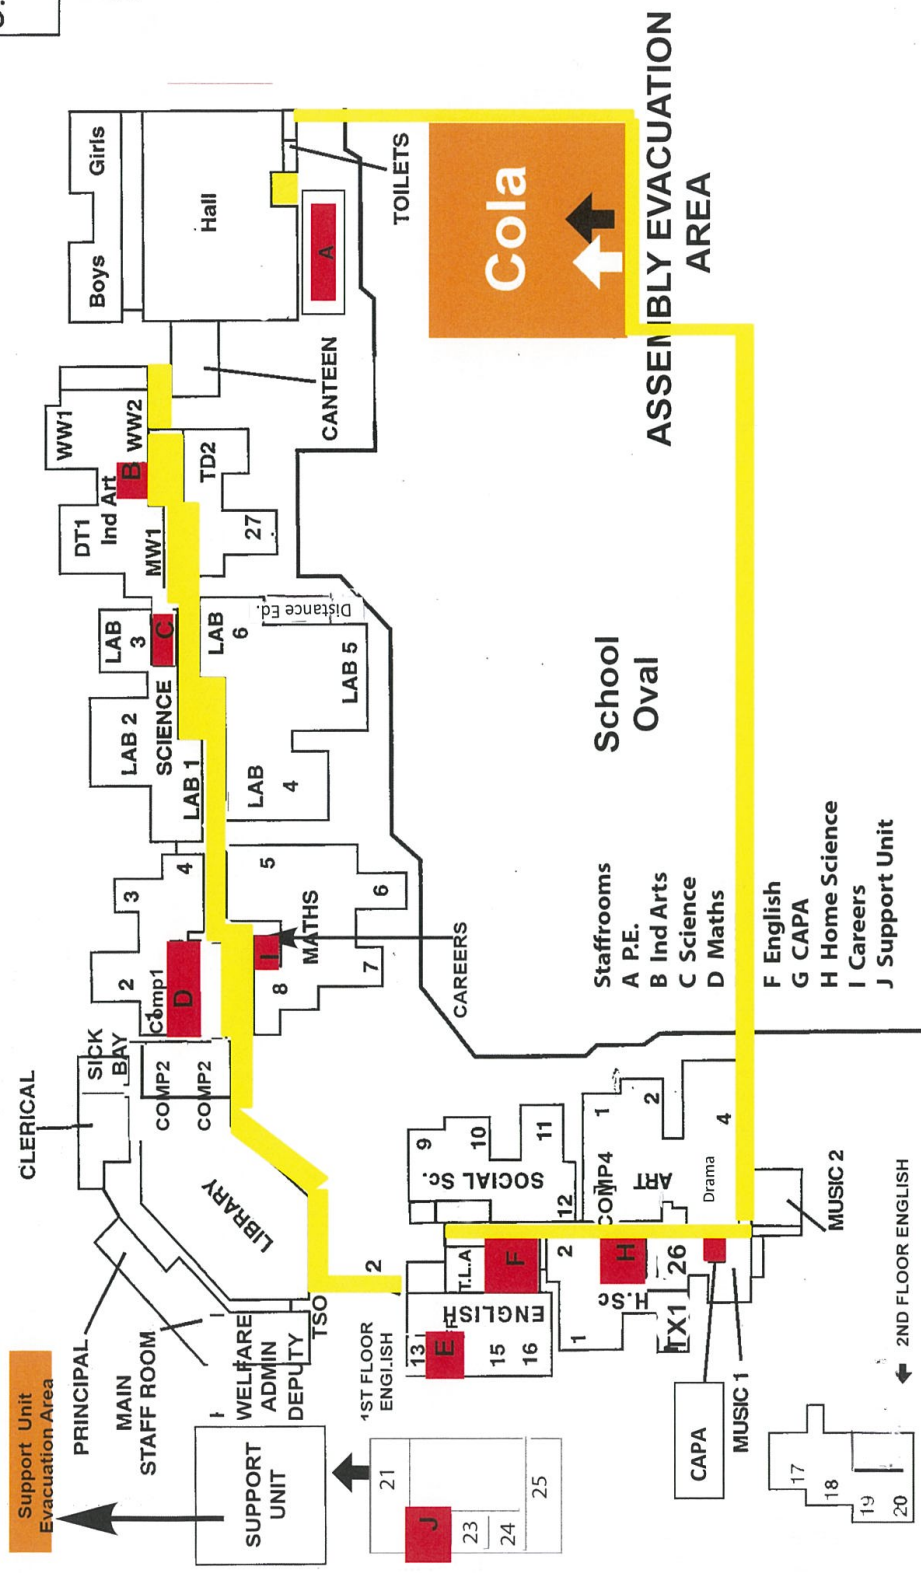 Girls
Boys
Hall
A
TOILETS
Cola
ASSEMBLY EVACUATION
AREA
CANTEEN
WW1
WW2
B
TD2
DT1
Ind Art
MW1
27
LAB
3
C
LAB
6
Distance Ed.
LAB 5
LAB 2
SCIENCE
LAB 1
LAB
4
School
Oval
3
4
5
6
MATHS
2
Comp1
1
D
I
8
7
CAREERS
Staffrooms
A P.E.
B Ind Arts
C Science
D Maths
F English
G CAPA
H Home Science
I Careers
J Support Unit
CLERICAL
SICK
BAY
COMP2
COMP2
LIBRARY
9
10
11
SOCIAL Sc.
12
1
2
COMP4
ART
4
Drama
MUSIC 2
2
T.L.A
F
2
H
26
H.Sc
TX1
1
ENGLISH
13
E
15
16
TSO
PRINCIPAL
MAIN
STAFF ROOM
WELFARE
ADMIN
DEPUTY
1ST FLOOR
ENGLISH
CAPA
MUSIC 1
2ND FLOOR ENGLISH
Support Unit
Evacuation Area
SUPPORT
UNIT
21
J
23
24
25
17
18
19
20